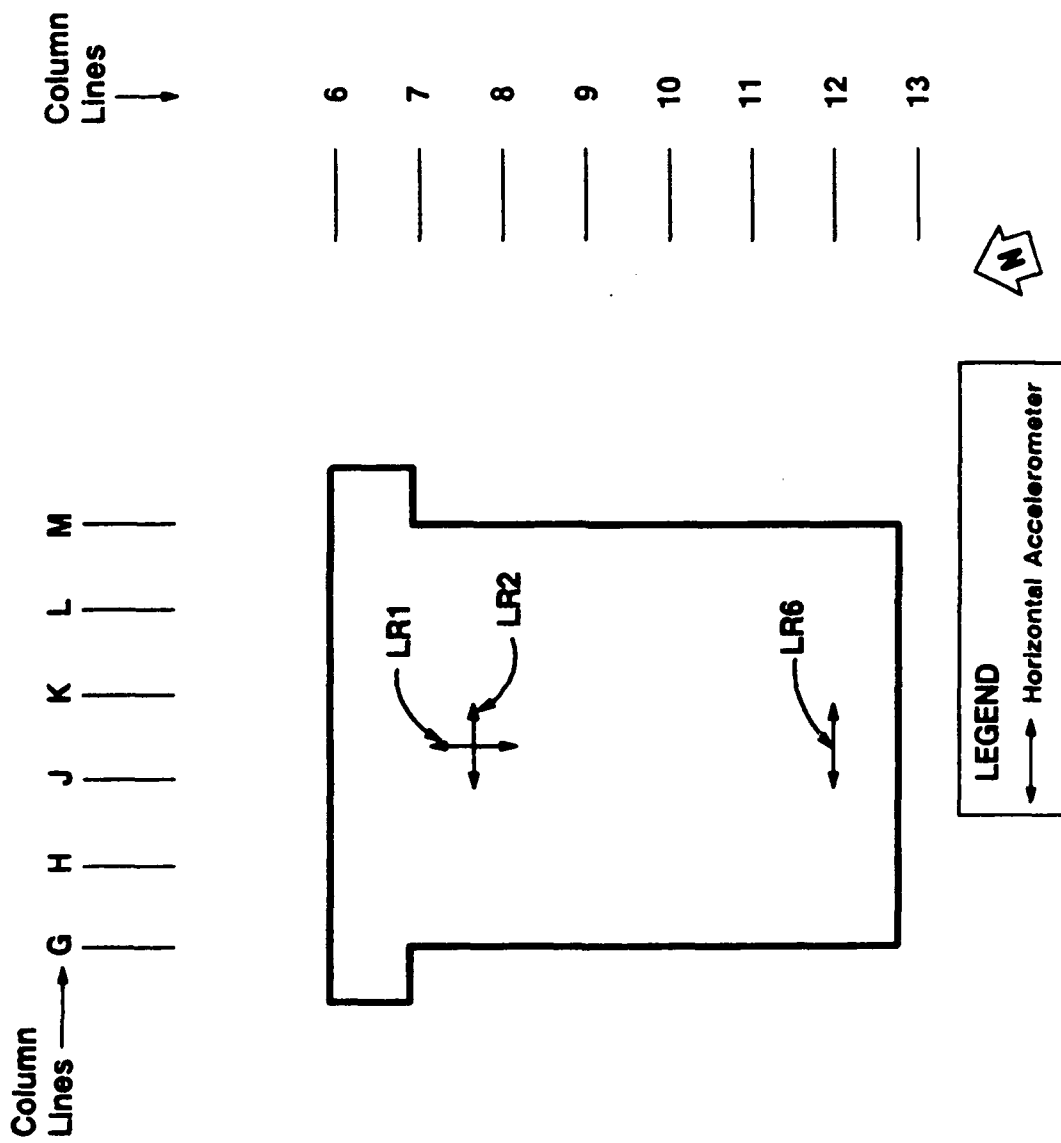 Column
Lines
G
H
J
K
L
M
Column
Lines
6
7
8
9
10
11
12
13
LR1
LR2
LR6
N
LEGEND
Horizontal Accelerometer